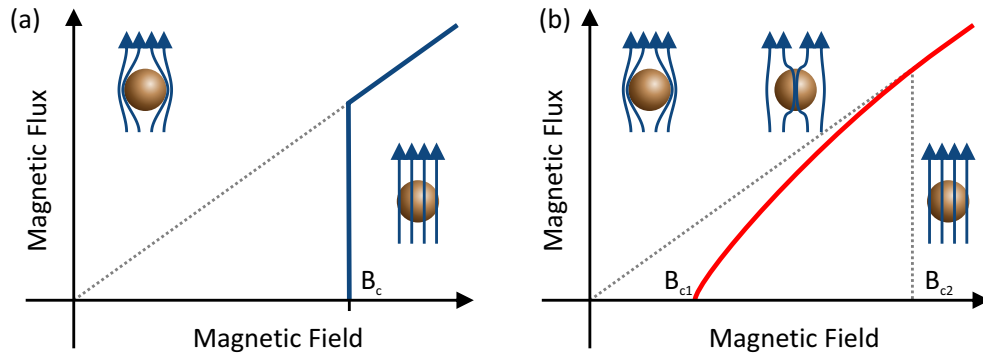 (a)
Magnetic Flux
B_c
Magnetic Field
(b)
Magnetic Flux
B_c1
B_c2
Magnetic Field